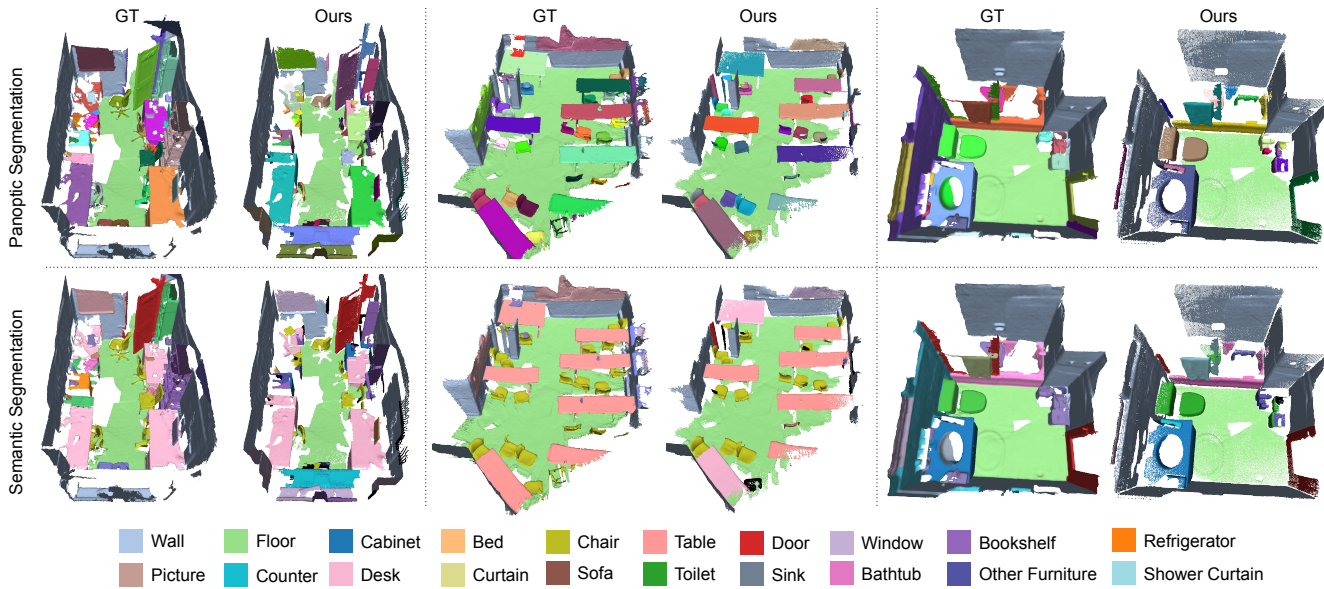 GT Ours GT Ours GT Ours
Panoptic Segmentation
Semantic Segmentation
Wall Floor Cabinet Bed Chair Table Door Window Bookshelf Refrigerator
Picture Counter Desk Curtain Sofa Toilet Sink Bathtub Other Furniture Shower Curtain